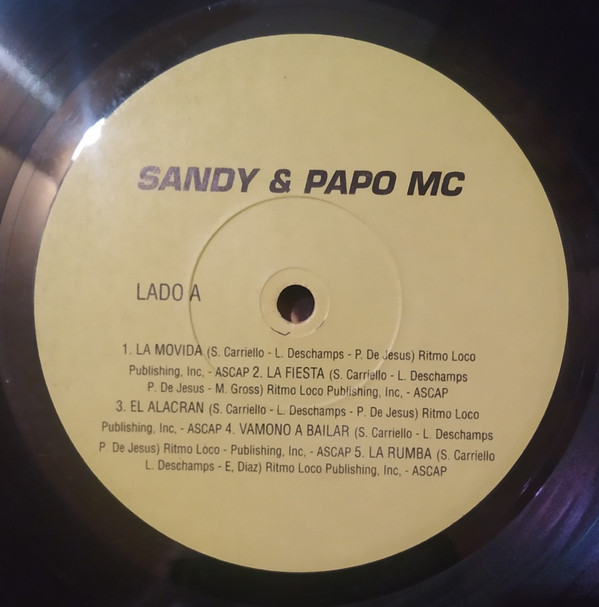 SANDY & PAPO MC
LADO A
1. LA MOVIDA (S. Carriello - L. Deschamps - P. De Jesus) Ritmo Loco
Publishing, Inc, - ASCAP 2. LA FIESTA (S. Carriello - L. Deschamps
P. De Jesus - M. Gross) Ritmo Loco Publishing, Inc, - ASCAP
3. EL ALACRAN (S. Carriello - L. Deschamps - P. De Jesus) Ritmo Loco
Publishing, Inc, - ASCAP 4. VAMONO A BAILAR (S. Carriello - L. Deschamps
P. De Jesus) Ritmo Loco - Publishing, Inc, - ASCAP 5. LA RUMBA (S. Carriello
L. Deschamps - E, Diaz) Ritmo Loco Publishing, Inc, - ASCAP